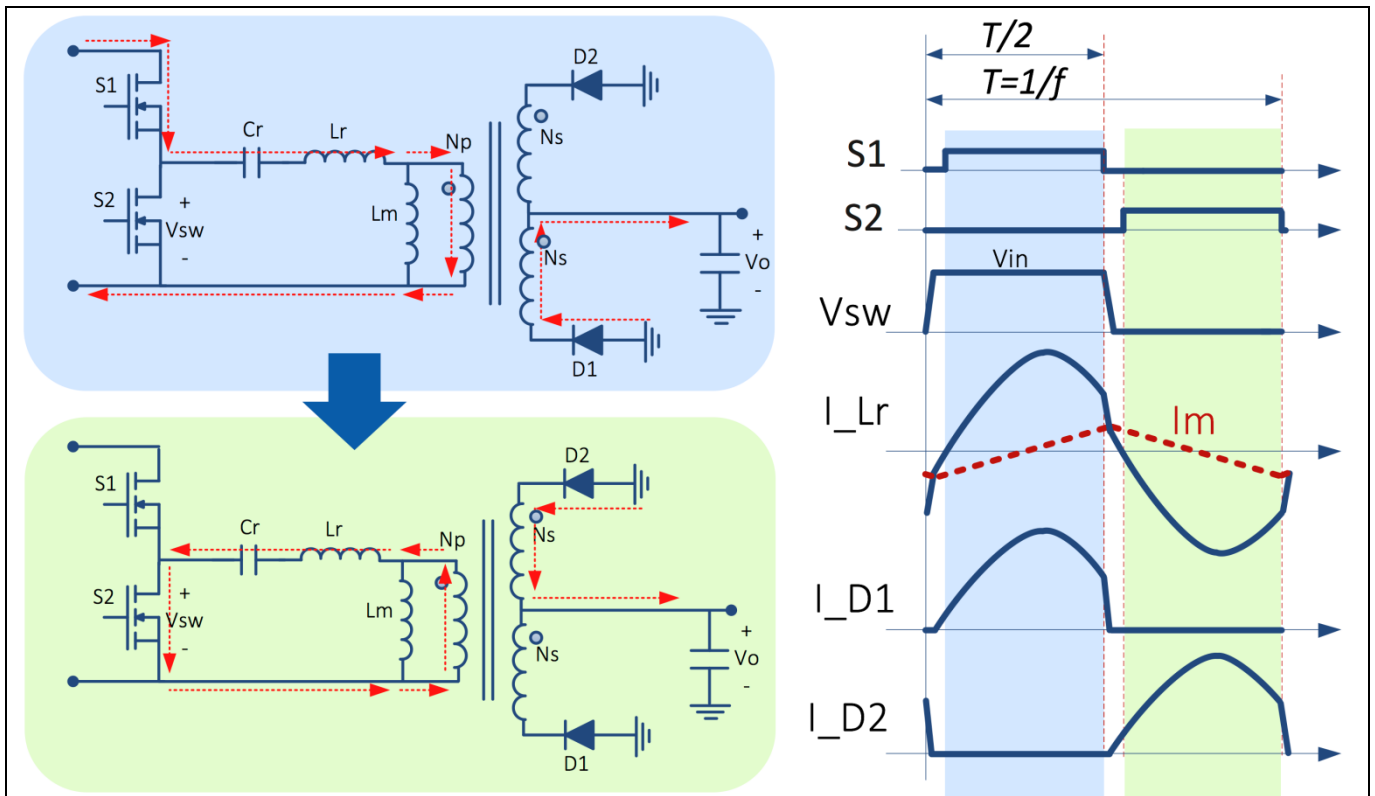 S1
Cr
Lr
Np
S2
+
Vsw
-
Lm
D2
Ns
Ns
+
Vo
-
D1
S1
Cr
Lr
Np
S2
+
Vsw
-
Lm
D2
Ns
Ns
+
Vo
-
D1
T/2
T=1/f
S1
S2
Vin
Vsw
I_Lr
Im
I_D1
I_D2